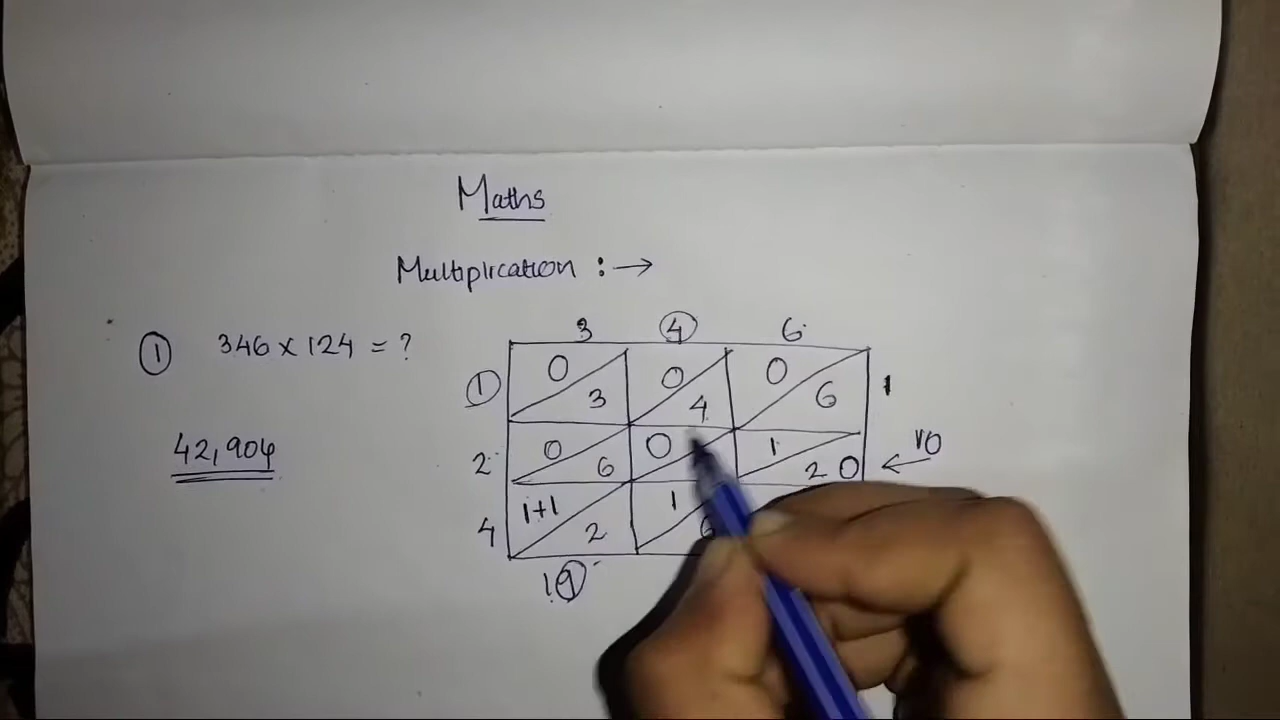 Maths
Multiplication : →
① 346 × 124 = ?
42,904
3 ④ 6
① 0 3 0 4 0 6 1
2 0 6 0 1 2 0 ← 10
4 1+1 2 1 6
19